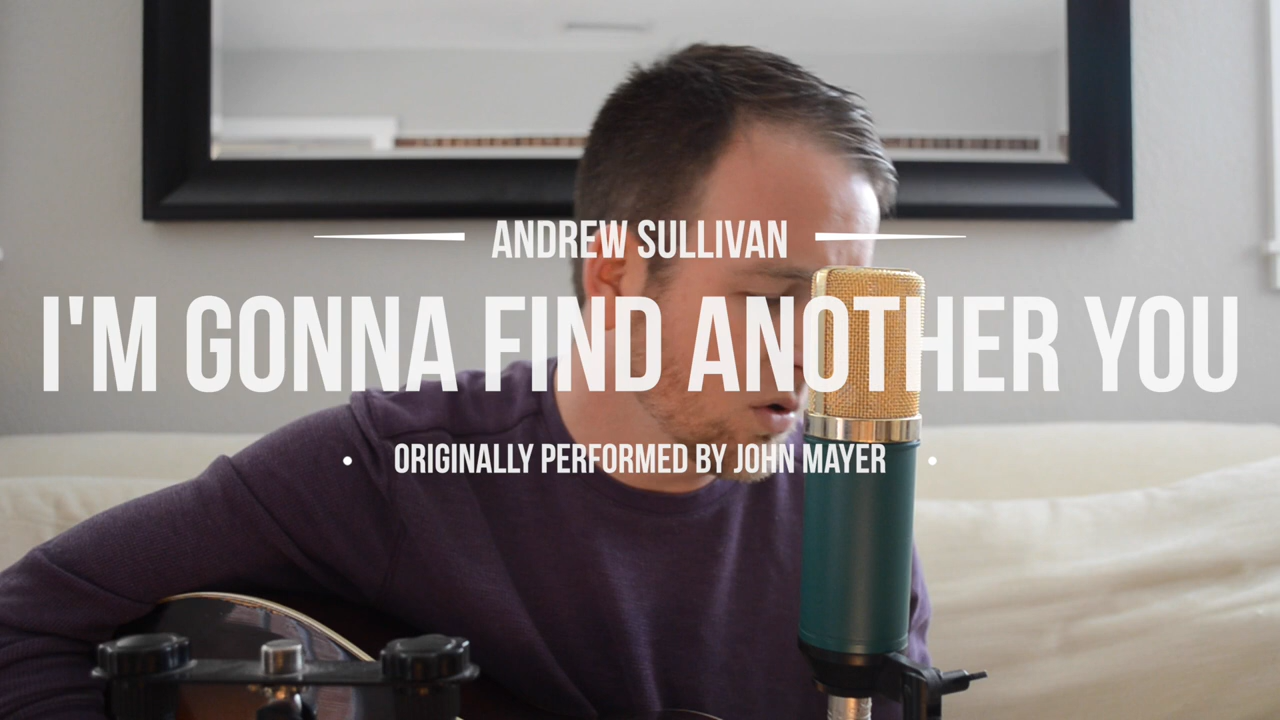 ANDREW SULLIVAN
I'M GONNA FIND ANOTHER YOU
ORIGINALLY PERFORMED BY JOHN MAYER